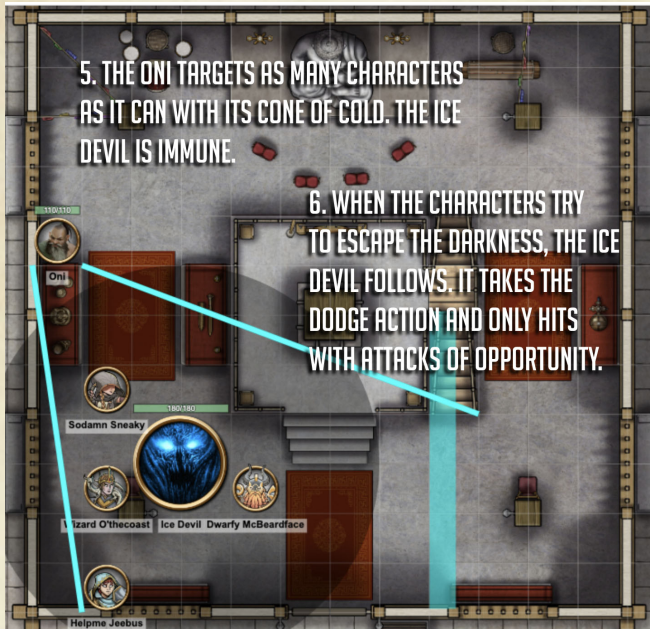 5. THE ONI TARGETS AS MANY CHARACTERS
AS IT CAN WITH ITS CONE OF COLD. THE ICE
DEVIL IS IMMUNE.
6. WHEN THE CHARACTERS TRY
TO ESCAPE THE DARKNESS, THE ICE
DEVIL FOLLOWS. IT TAKES THE
DODGE ACTION AND ONLY HITS
WITH ATTACKS OF OPPORTUNITY.
110/110
Oni
Sodamn Sneaky
180/180
Wizard O'thecoast
Ice Devil
Dwarfy McBeardface
Helpme Jeebus